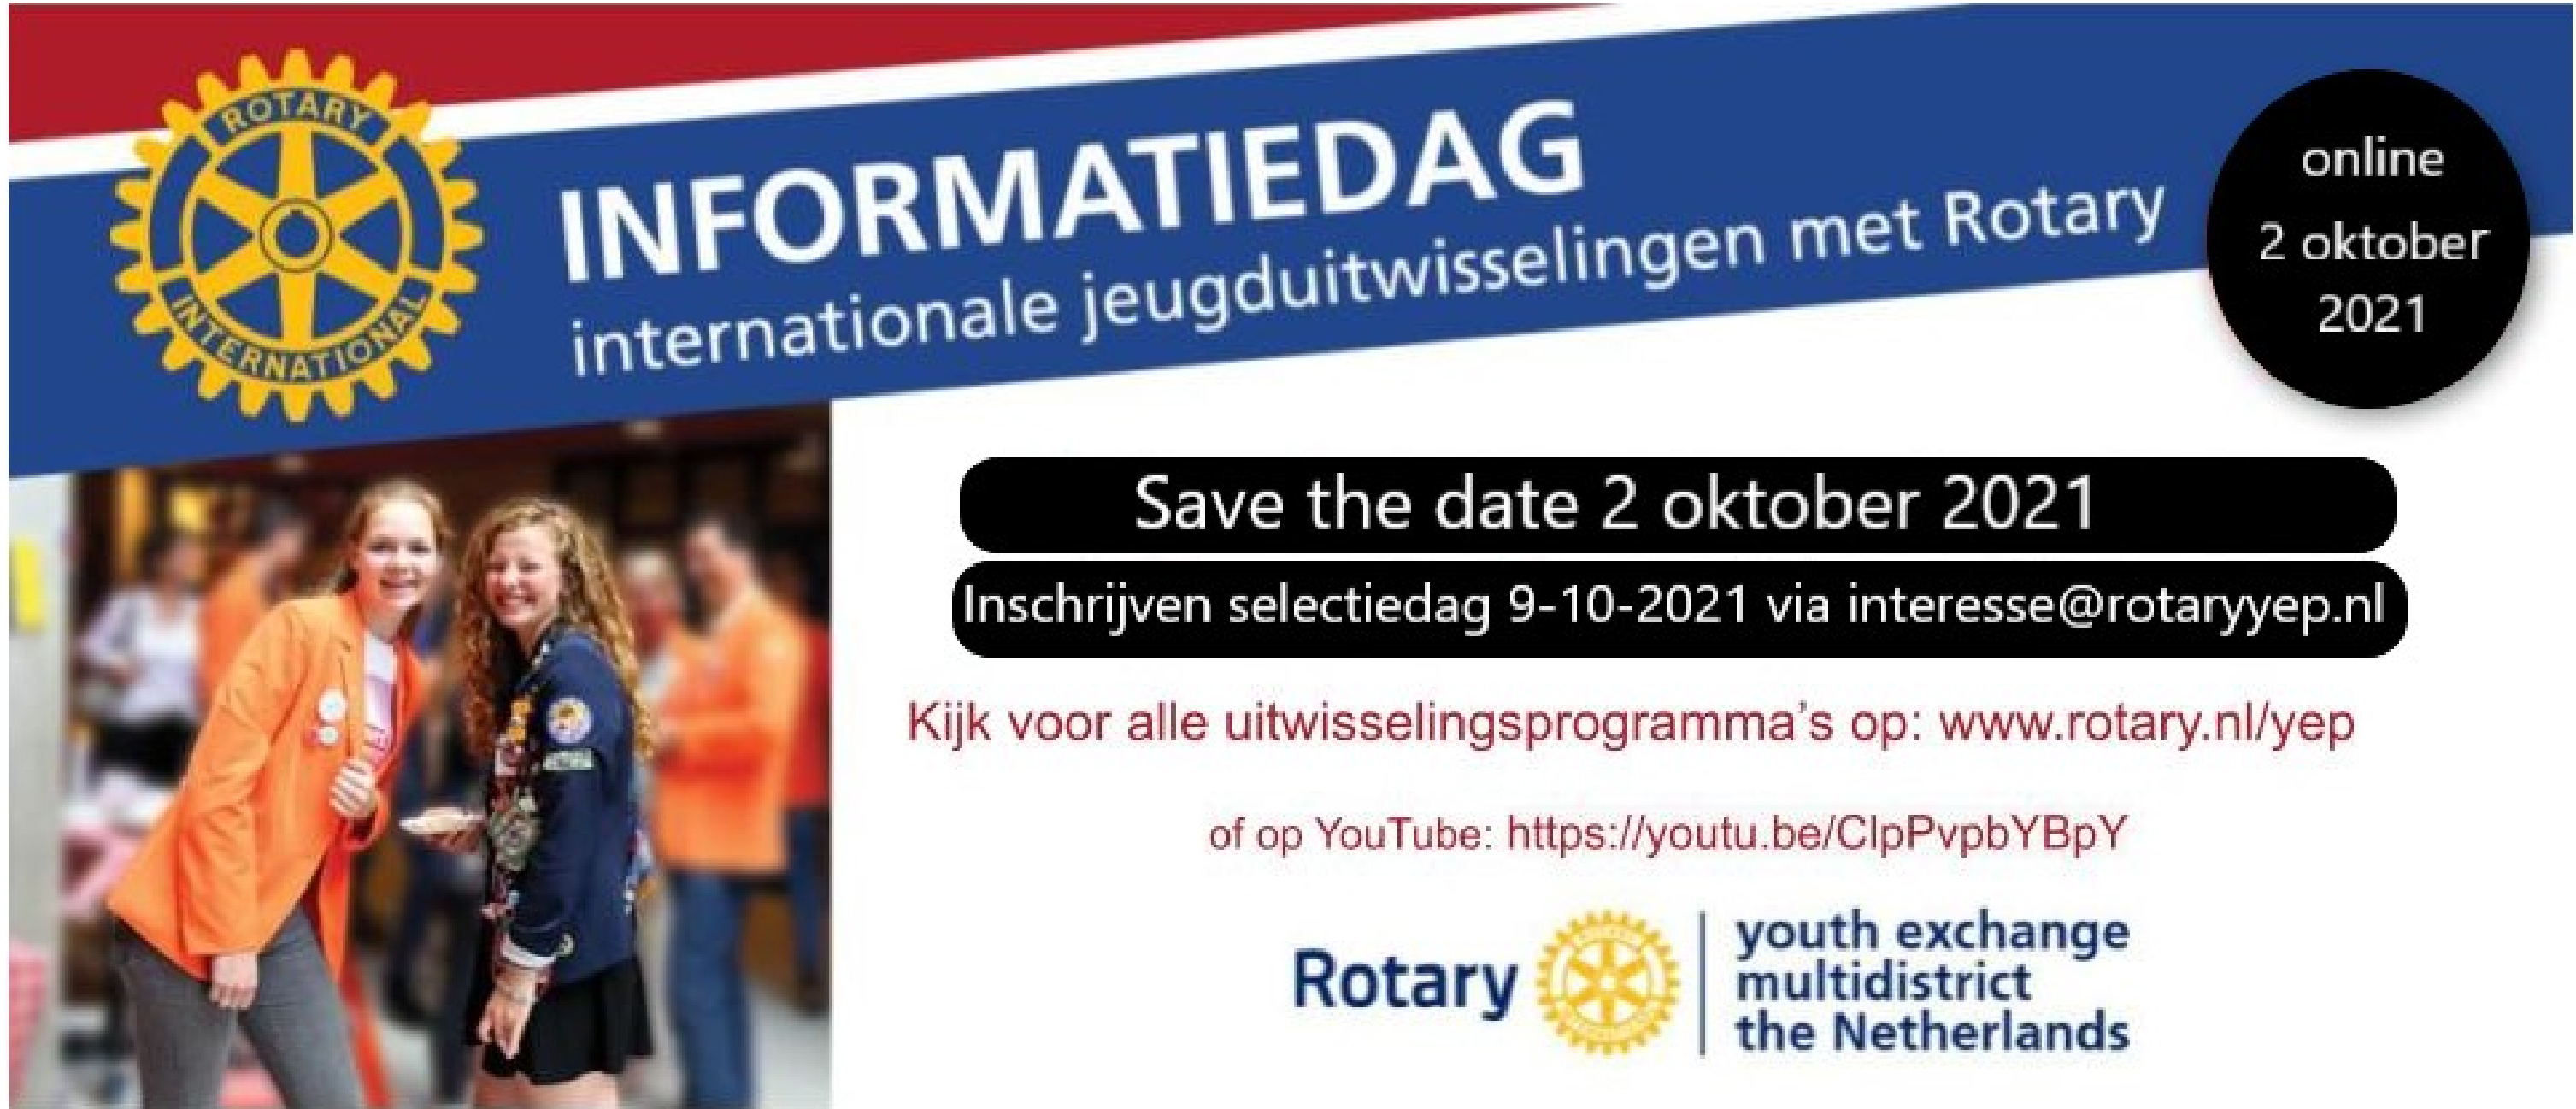 ROTARY
INTERNATIONAL
INFORMATIEDAG
internationale jeugduitwisselingen met Rotary
online
2 oktober
2021
Save the date 2 oktober 2021
Inschrijven selectiedag 9-10-2021 via interesse@rotaryyep.nl
Kijk voor alle uitwisselingsprogramma's op: www.rotary.nl/yep
of op YouTube: https://youtu.be/ClpPvpbYBpY
Rotary
youth exchange
multidistrict
the Netherlands